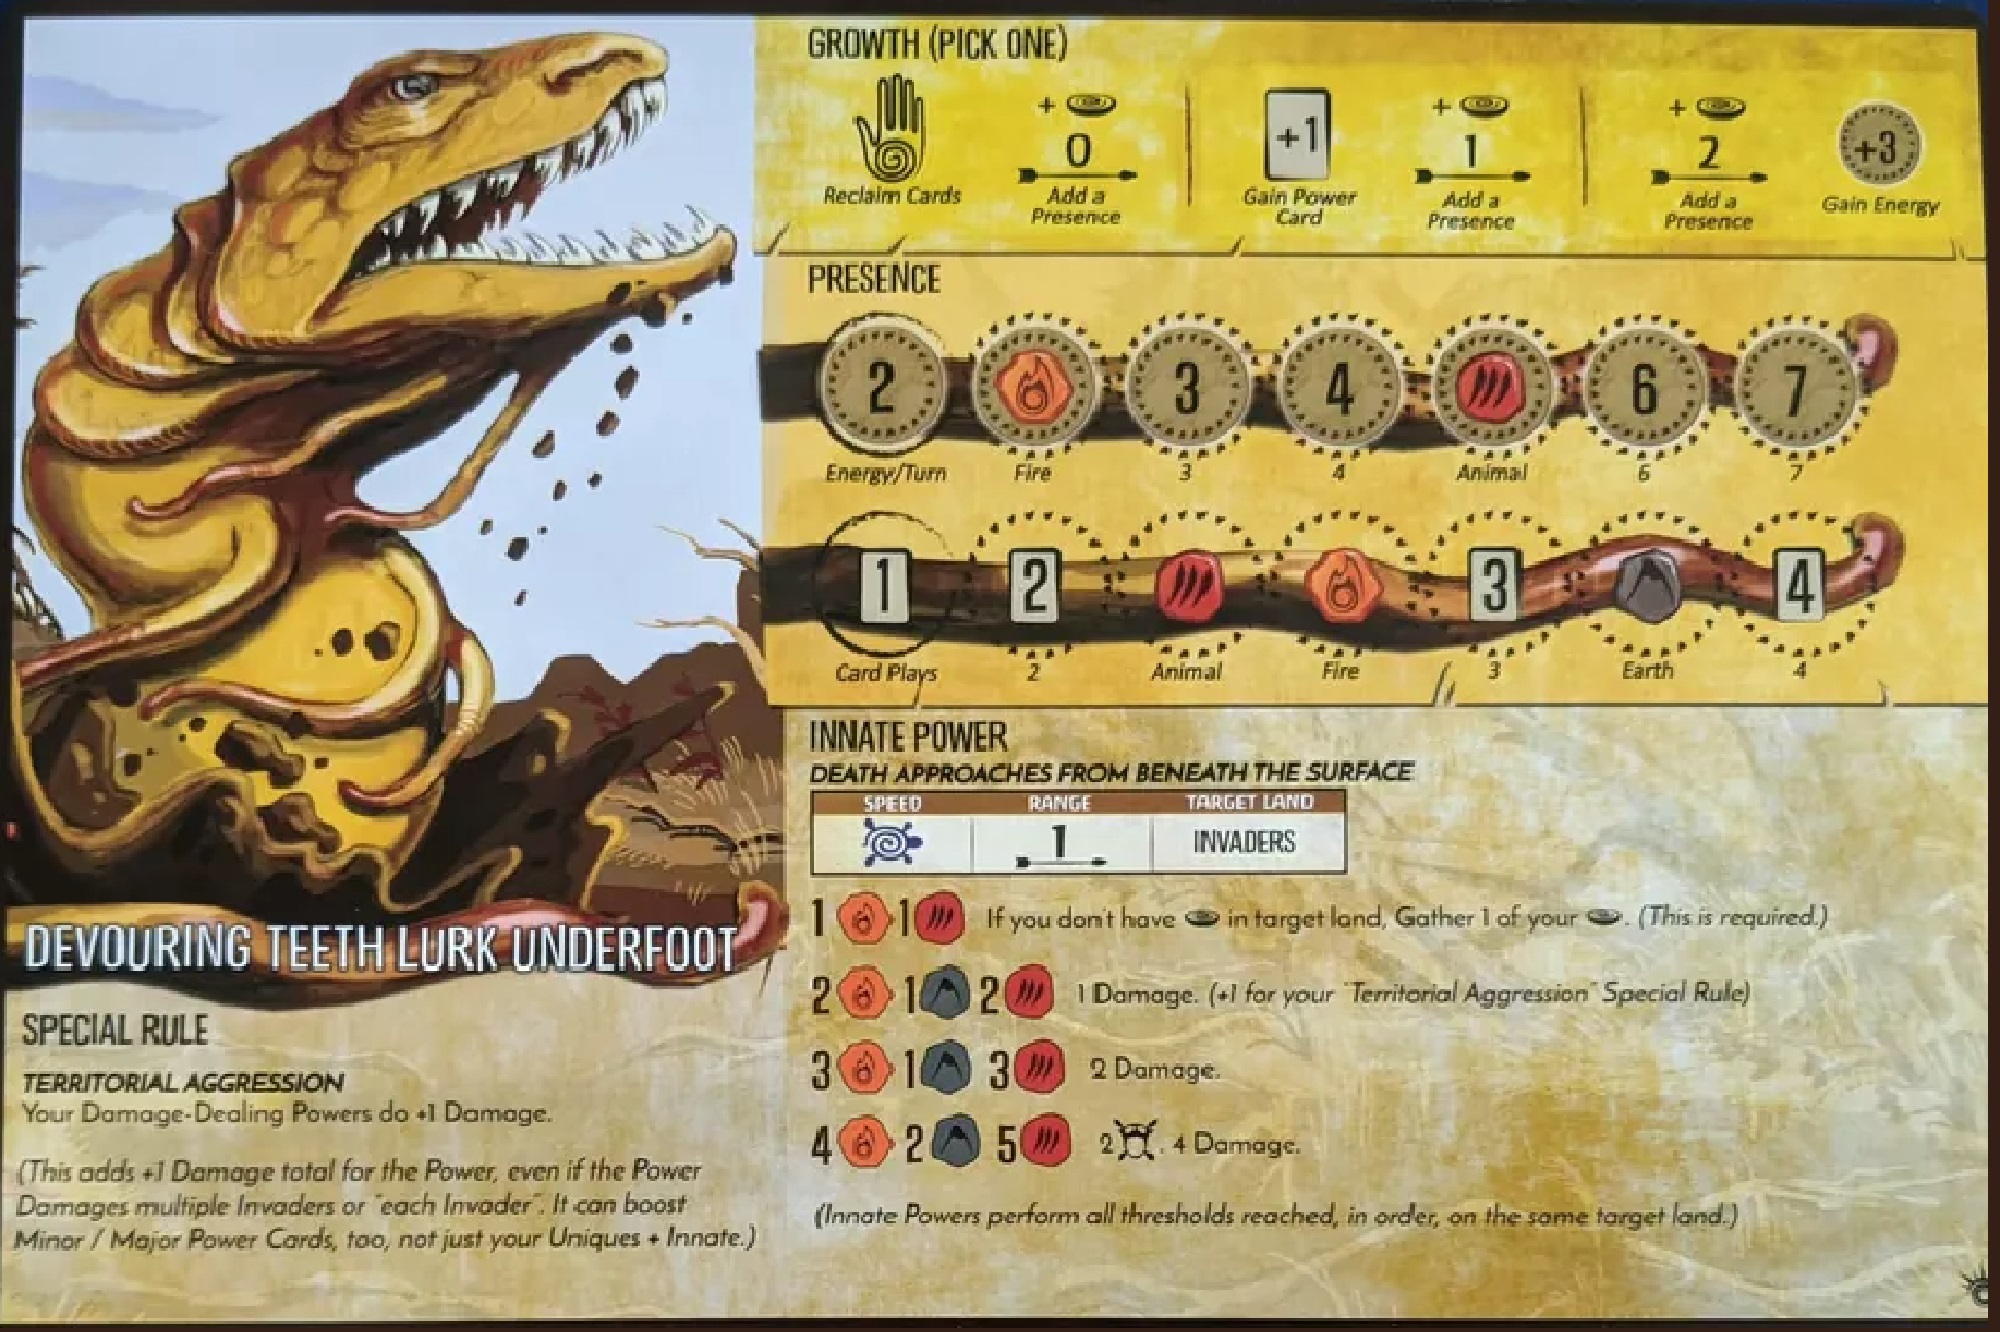 GROWTH (PICK ONE)
+ 0
Reclaim Cards
Add a
Presence
+1
+ 1
Gain Power
Card
Add a
Presence
+ 2
+3
Add a
Presence
Gain Energy
PRESENCE
2 3 4 6 7
Energy/Turn Fire 3 4 Animal 6 7
1 2 3 4
Card Plays 2 Animal Fire 3 Earth 4
INNATE POWER
DEATH APPROACHES FROM BENEATH THE SURFACE
SPEED RANGE TARGET LAND
1 INVADERS
1 1 If you don't have in target land, Gather 1 of your . (This is required.)
2 1 2 1 Damage. (+1 for your "Territorial Aggression" Special Rule)
3 1 3 2 Damage.
4 2 5 2 . 4 Damage.
(Innate Powers perform all thresholds reached, in order, on the same target land.)
DEVOURING TEETH LURK UNDERFOOT
SPECIAL RULE
TERRITORIAL AGGRESSION
Your Damage-Dealing Powers do +1 Damage.
(This adds +1 Damage total for the Power, even if the Power
Damages multiple Invaders or "each Invader". It can boost
Minor / Major Power Cards, too, not just your Uniques + Innate.)